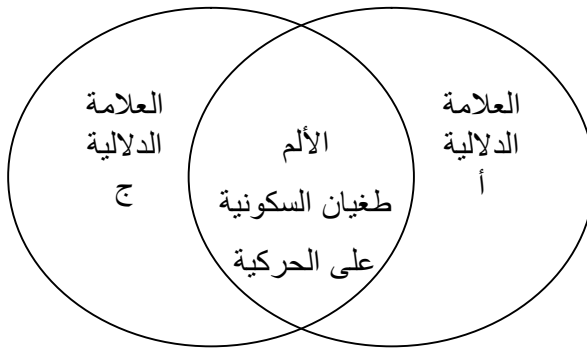 العلامة
الدلالية
أ
الألم
طغيان السكونية
على الحركية
العلامة
الدلالية
ج